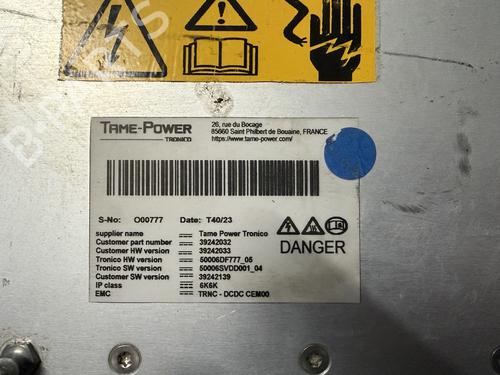 TAME-POWER
TRONICO
26, rue du Bocage
85660 Saint Philbert de Bouaine, FRANCE
https://www.tame-power.com/
S-No: O00777 Date: T40/23
supplier name = Tame Power Tronico
Customer part number = 39242032
Customer HW version = 39242033
Tronico HW version = 50006DF777_05
Tronico SW version = 50006SVDD001_04
Customer SW version = 39242139
IP class = 6K6K
EMC = TRNC - DCDC CEM00
DANGER